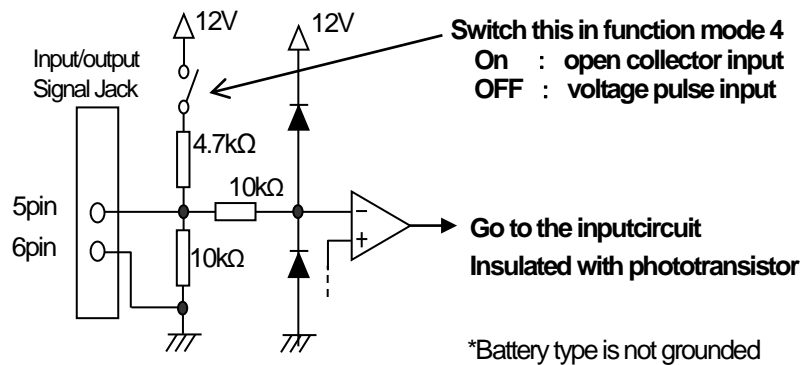 12V
12V
Switch this in function mode 4
On : open collector input
OFF : voltage pulse input
Input/output
Signal Jack
4.7kΩ
10kΩ
5pin
6pin
10kΩ
−
+
Go to the inputcircuit
Insulated with phototransistor
*Battery type is not grounded